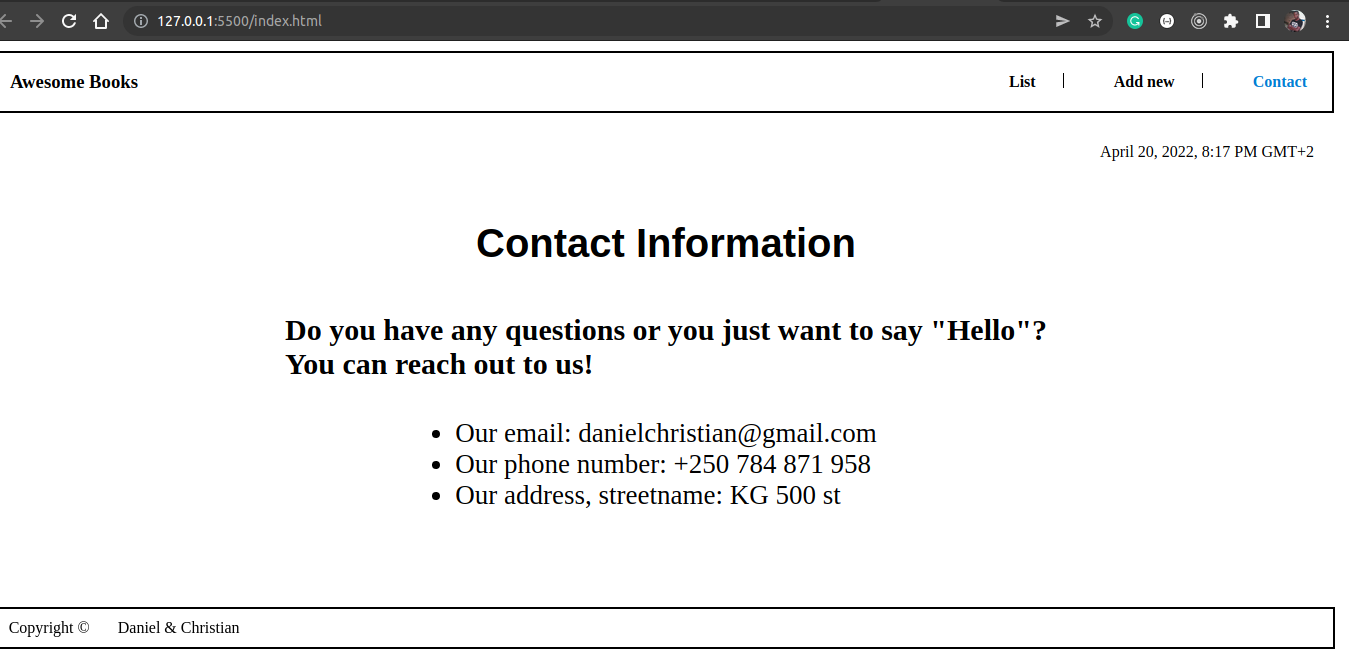 127.0.0.1:5500/index.html
Awesome Books
List
Add new
Contact
April 20, 2022, 8:17 PM GMT+2
Contact Information
Do you have any questions or you just want to say "Hello"?
You can reach out to us!
Our email: danielchristian@gmail.com
Our phone number: +250 784 871 958
Our address, streetname: KG 500 st
Copyright © Daniel & Christian